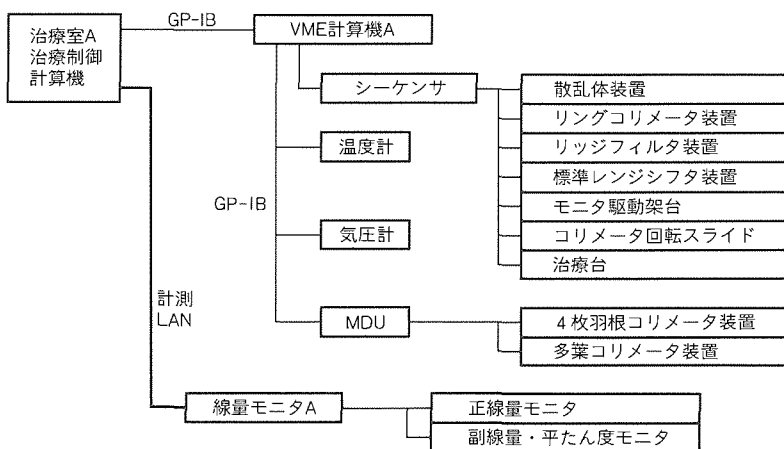 GP-IB
治療室A
治療制御
計算機
VME計算機A
シーケンサ
散乱体装置
リングコリメータ装置
温度計
リッジフィルタ装置
標準レンジシフタ装置
GP-IB
モニタ駆動架台
気圧計
コリメータ回転スライド
治療台
計測
LAN
MDU
4枚羽根コリメータ装置
多葉コリメータ装置
線量モニタA
正線量モニタ
副線量・平たん度モニタ